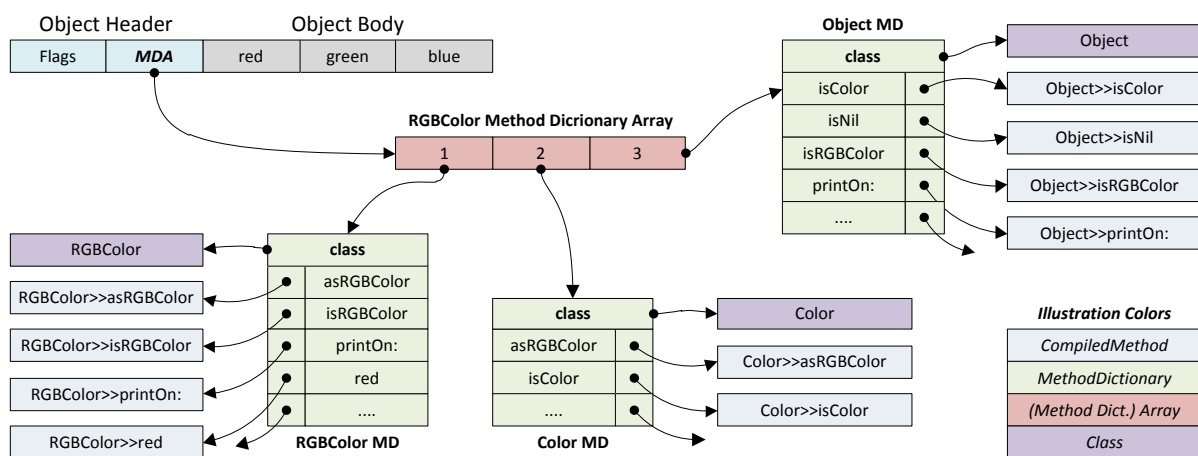 Object Header
Object Body
Flags
MDA
red
green
blue
RGBColor Method Dicrionary Array
1
2
3
Object MD
class
isColor
isNil
isRGBColor
printOn:
....
Object
Object>>isColor
Object>>isNil
Object>>isRGBColor
Object>>printOn:
RGBColor
RGBColor>>asRGBColor
RGBColor>>isRGBColor
RGBColor>>printOn:
RGBColor>>red
class
asRGBColor
isRGBColor
printOn:
red
....
RGBColor MD
class
asRGBColor
isColor
....
Color MD
Color
Color>>asRGBColor
Color>>isColor
Illustration Colors
CompiledMethod
MethodDictionary
(Method Dict.) Array
Class